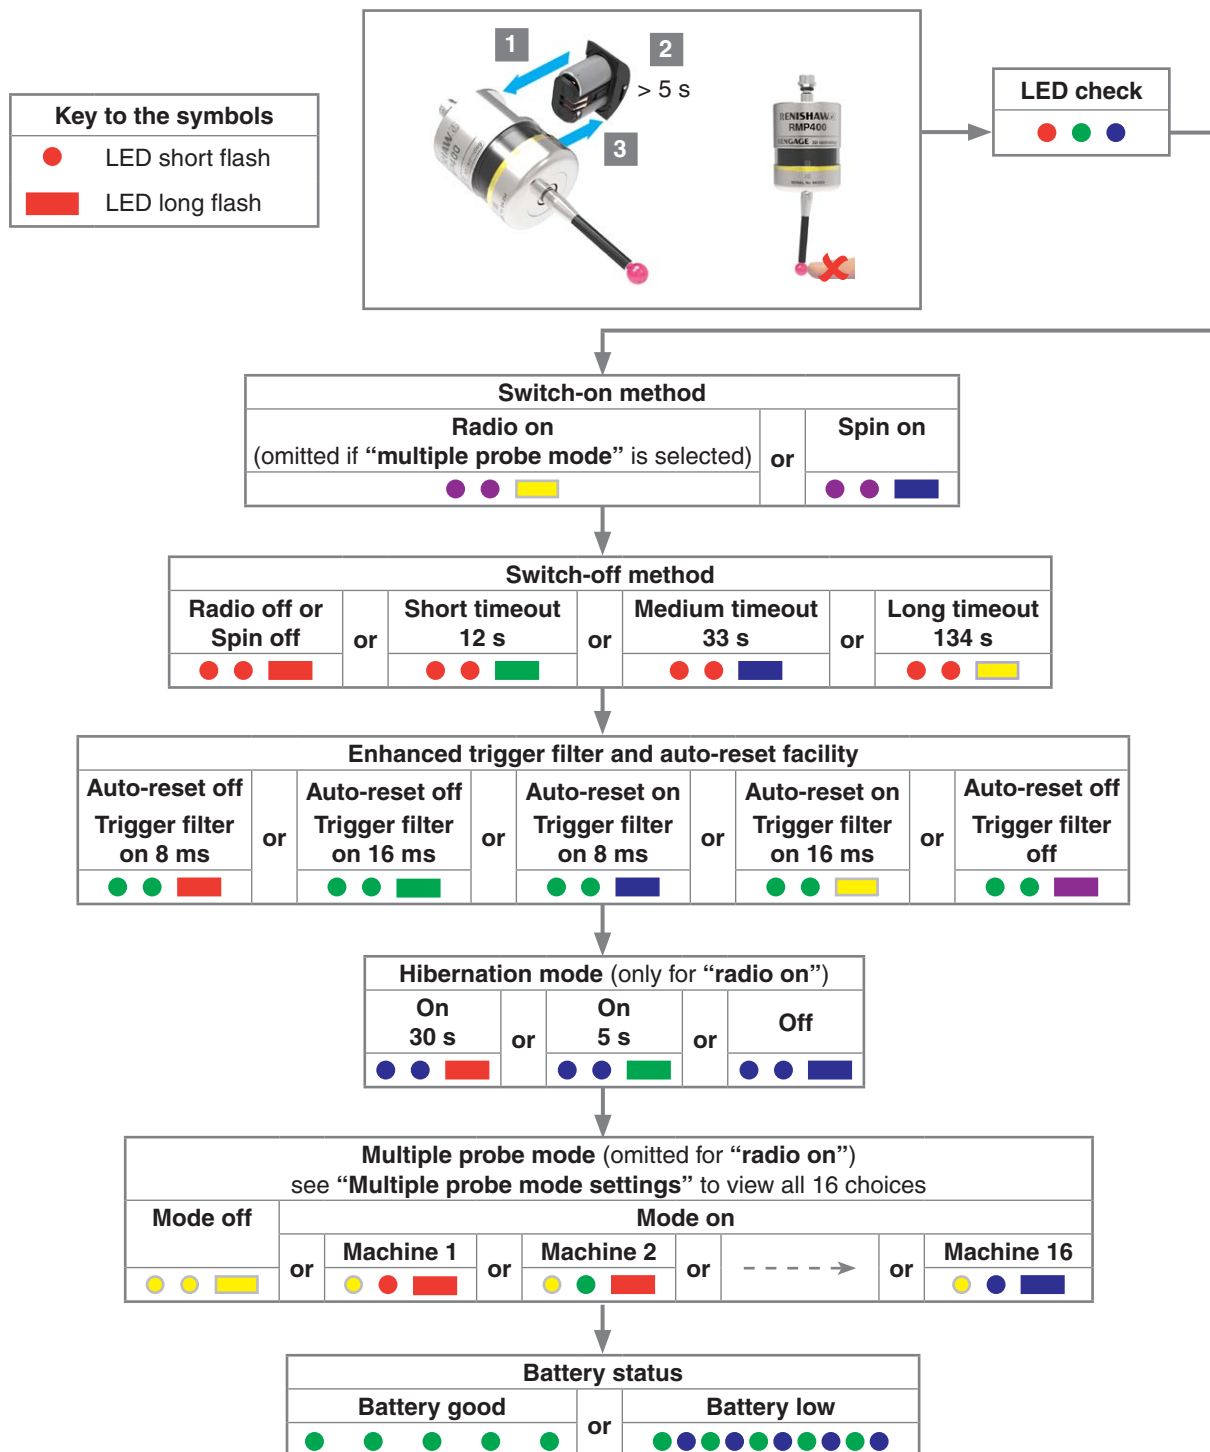 1
2
> 5 s
3
RENISHAW
RMP400
RENGAGE
Key to the symbols
LED short flash
LED long flash
LED check
Switch-on method
Radio on
(omitted if “multiple probe mode” is selected)
or
Spin on
Switch-off method
Radio off or
Spin off
or
Short timeout
12 s
or
Medium timeout
33 s
or
Long timeout
134 s
Enhanced trigger filter and auto-reset facility
Auto-reset off
Trigger filter
on 8 ms
or
Auto-reset off
Trigger filter
on 16 ms
or
Auto-reset on
Trigger filter
on 8 ms
or
Auto-reset on
Trigger filter
on 16 ms
or
Auto-reset off
Trigger filter
off
Hibernation mode (only for “radio on”)
On
30 s
or
On
5 s
or
Off
Multiple probe mode (omitted for “radio on”)
see “Multiple probe mode settings” to view all 16 choices
Mode off
Mode on
or
Machine 1
or
Machine 2
or
or
Machine 16
Battery status
Battery good
or
Battery low